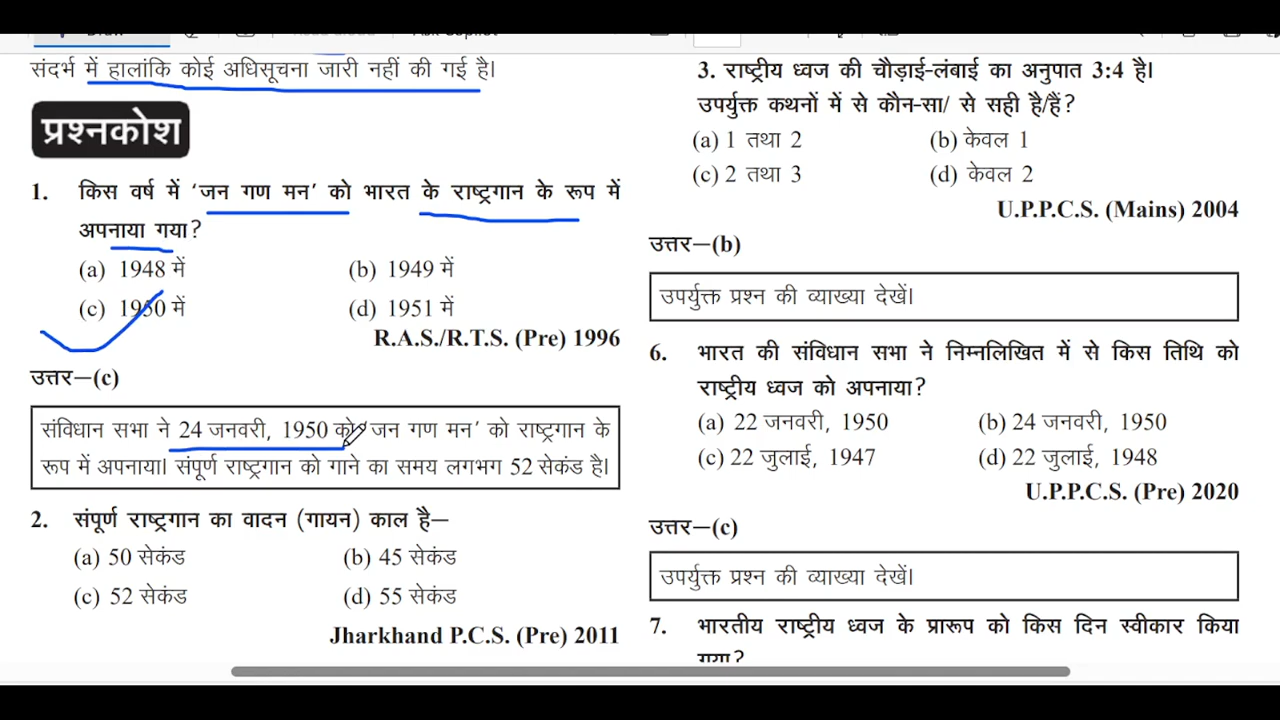 संदर्भ में हालांकि कोई अधिसूचना जारी नहीं की गई है।
प्रश्नकोश
1. किस वर्ष में ‘जन गण मन’ को भारत के राष्ट्रगान के रूप में
अपनाया गया?
(a) 1948 में (b) 1949 में
(c) 1950 में (d) 1951 में
R.A.S./R.T.S. (Pre) 1996
उत्तर—(c)
संविधान सभा ने 24 जनवरी, 1950 को ‘जन गण मन’ को राष्ट्रगान के
रूप में अपनाया। संपूर्ण राष्ट्रगान को गाने का समय लगभग 52 सेकंड है।
2. संपूर्ण राष्ट्रगान का वादन (गायन) काल है—
(a) 50 सेकंड (b) 45 सेकंड
(c) 52 सेकंड (d) 55 सेकंड
Jharkhand P.C.S. (Pre) 2011
3. राष्ट्रीय ध्वज की चौड़ाई-लंबाई का अनुपात 3:4 है।
उपर्युक्त कथनों में से कौन-सा/ से सही है/हैं?
(a) 1 तथा 2 (b) केवल 1
(c) 2 तथा 3 (d) केवल 2
U.P.P.C.S. (Mains) 2004
उत्तर—(b)
उपर्युक्त प्रश्न की व्याख्या देखें।
6. भारत की संविधान सभा ने निम्नलिखित में से किस तिथि को
राष्ट्रीय ध्वज को अपनाया?
(a) 22 जनवरी, 1950 (b) 24 जनवरी, 1950
(c) 22 जुलाई, 1947 (d) 22 जुलाई, 1948
U.P.P.C.S. (Pre) 2020
उत्तर—(c)
उपर्युक्त प्रश्न की व्याख्या देखें।
7. भारतीय राष्ट्रीय ध्वज के प्रारूप को किस दिन स्वीकार किया
गया?